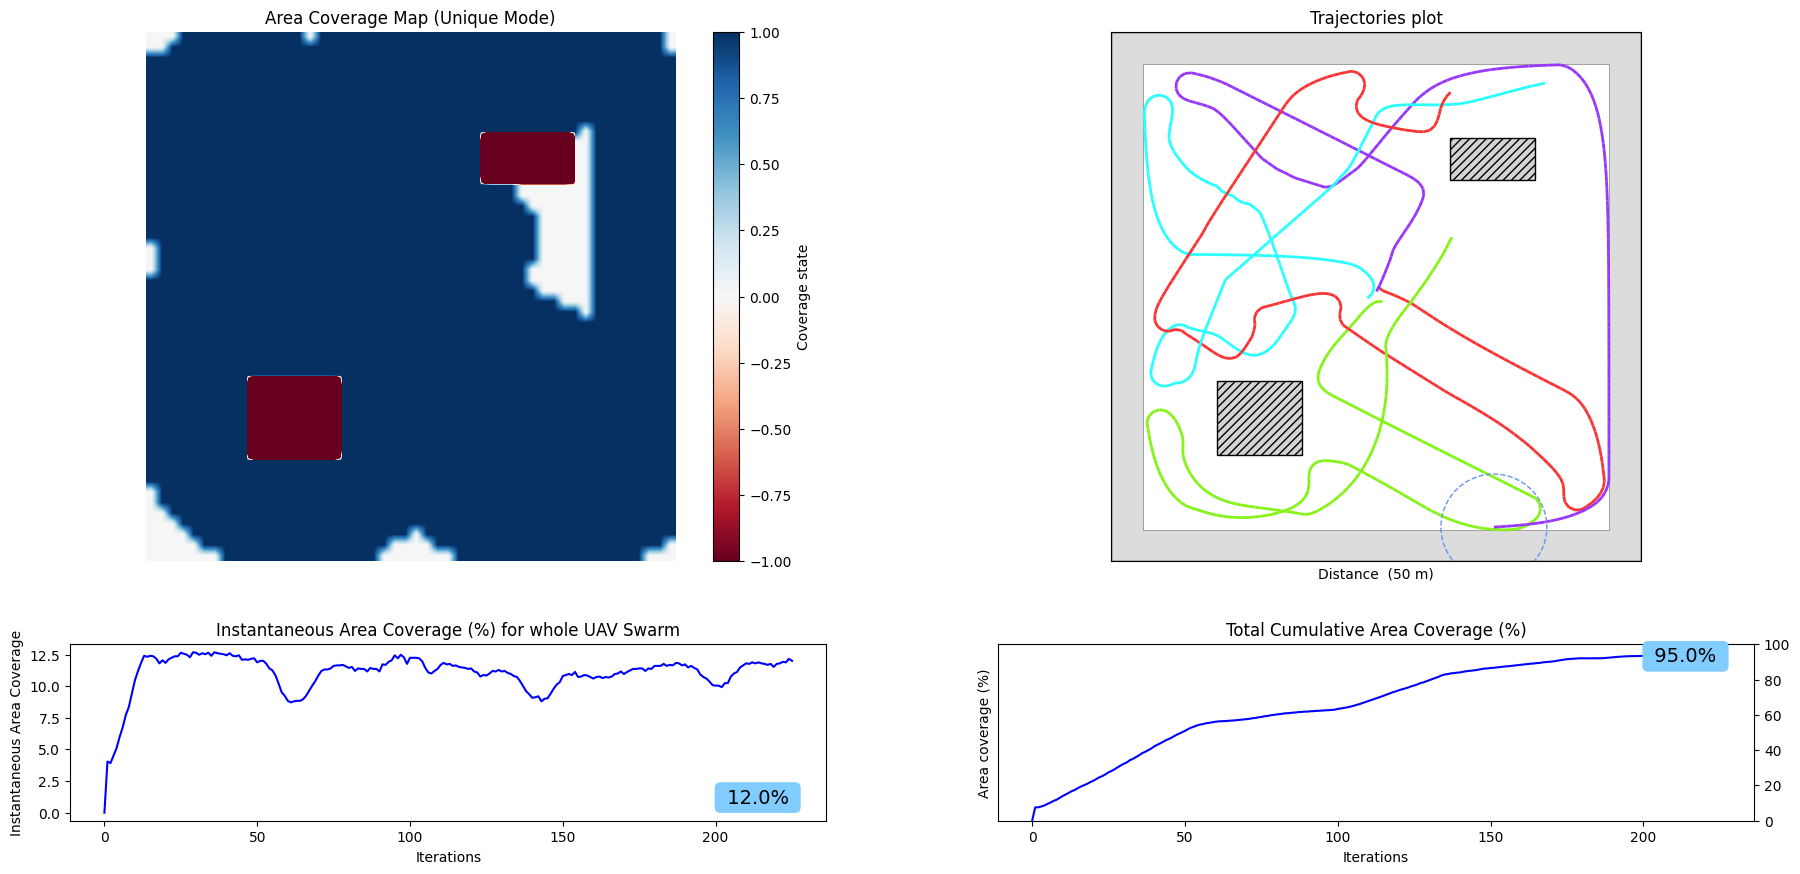 Area Coverage Map (Unique Mode)
1.00
0.75
0.50
0.25
0.00
−0.25
−0.50
−0.75
−1.00
Coverage state
Trajectories plot
Distance  (50 m)
Instantaneous Area Coverage (%) for whole UAV Swarm
Instantaneous Area Coverage
12.5
10.0
7.5
5.0
2.5
0.0
12.0%
0 50 100 150 200
Iterations
Total Cumulative Area Coverage (%)
Area coverage (%)
95.0%
100
80
60
40
20
0
0 50 100 150 200
Iterations